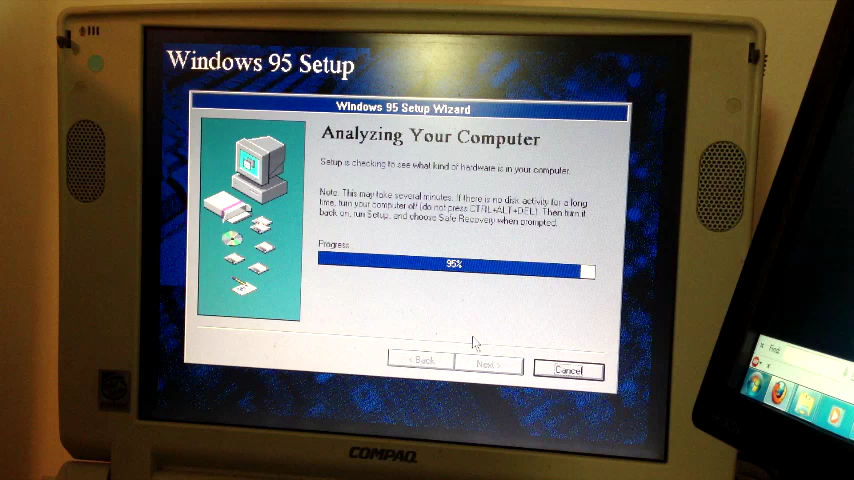 Windows 95 Setup
Windows 95 Setup Wizard
Analyzing Your Computer
Setup is checking to see what kind of hardware is in your computer.
Note: This may take several minutes. If there is no disk activity for a long
time, turn your computer off (do not press CTRL+ALT+DEL). Then turn it
back on, run Setup, and choose Safe Recovery when prompted.
Progress
95%
< Back
Next >
Cancel
COMPAQ
x Find:
x